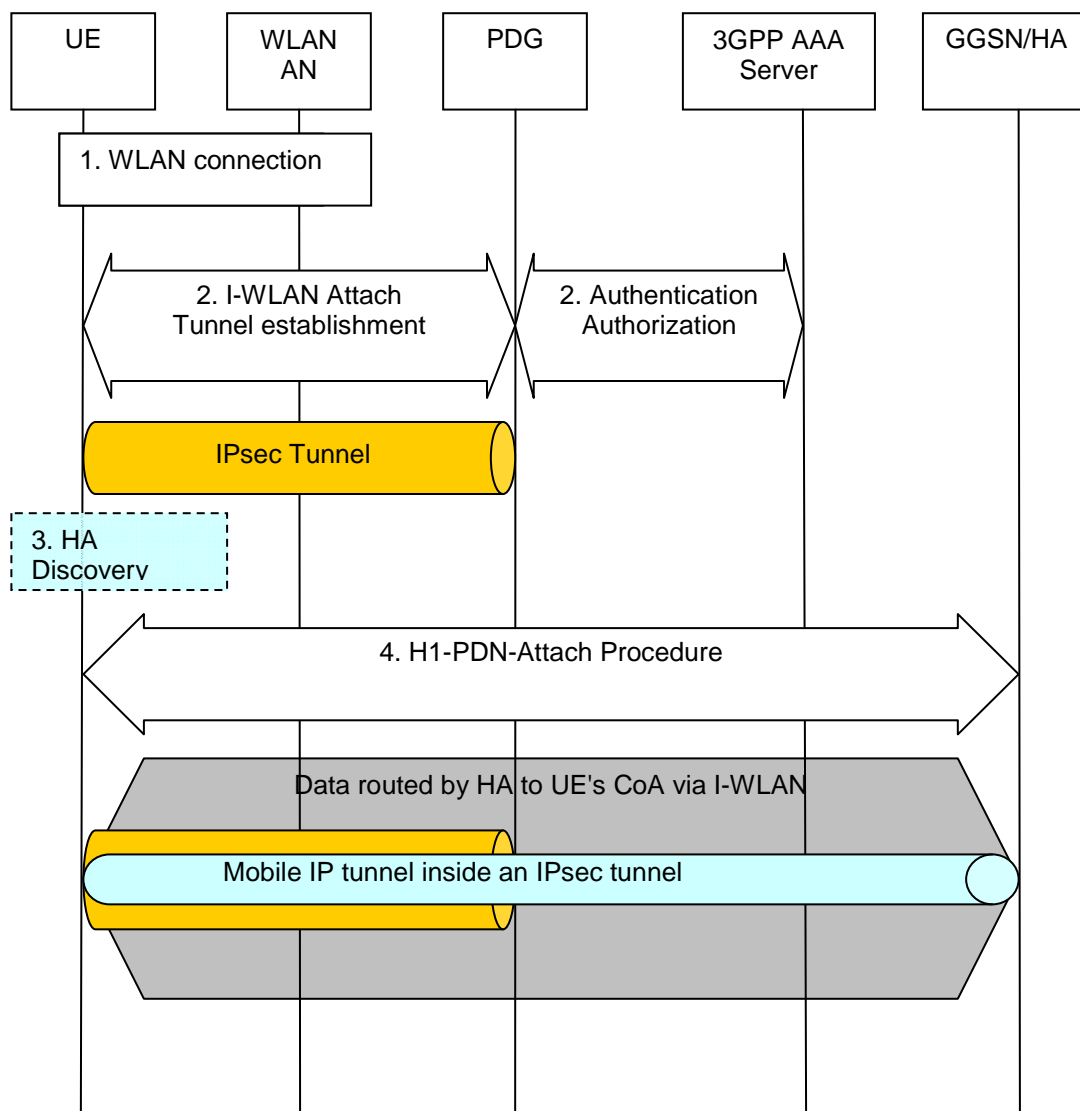 UE
WLAN
AN
PDG
3GPP AAA
Server
GGSN/HA
1. WLAN connection
2. I-WLAN Attach
Tunnel establishment
2. Authentication
Authorization
IPsec Tunnel
3. HA
Discovery
4. H1-PDN-Attach Procedure
Data routed by HA to UE's CoA via I-WLAN
Mobile IP tunnel inside an IPsec tunnel